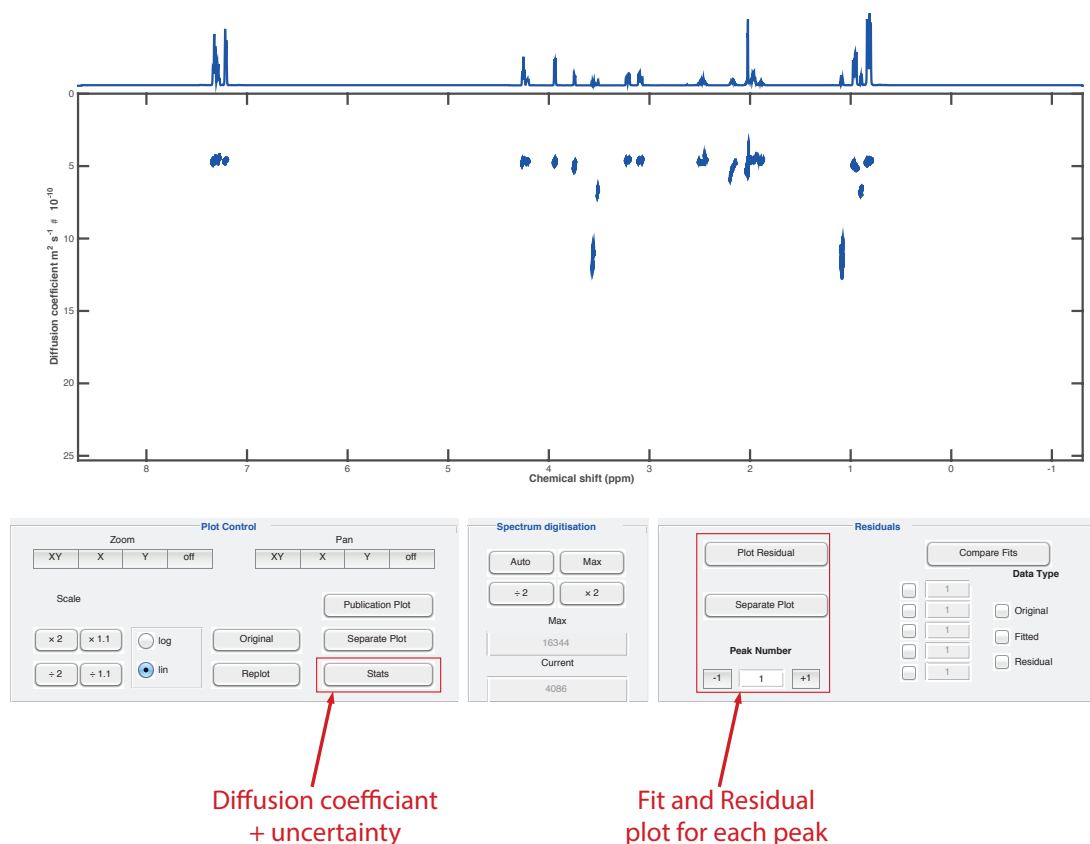 0
5
10
15
20
25
Diffusion coefficient m² s⁻¹ # 10⁻¹⁰
8 7 6 5 4 3 2 1 0 -1
Chemical shift (ppm)
Plot Control
Zoom Pan
XY X Y off XY X Y off
Scale
Publication Plot
× 2 × 1.1 log Original Separate Plot
÷ 2 ÷ 1.1 lin Replot Stats
Spectrum digitisation
Auto Max
÷ 2 × 2
Max
16344
Current
4086
Residuals
Plot Residual
Separate Plot
Peak Number
-1 1 +1
Compare Fits
Data Type
1
1 Original
1
1 Fitted
1 Residual
Diffusion coefficiant
+ uncertainty
Fit and Residual
plot for each peak